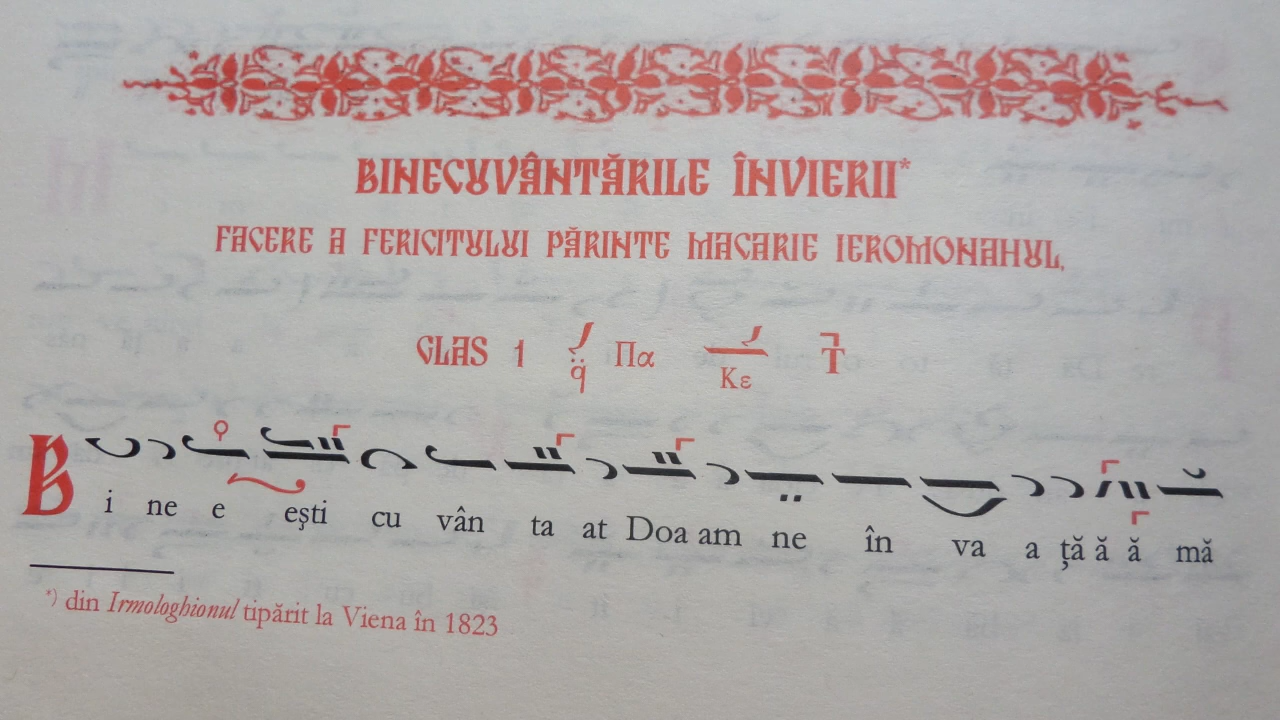 BINECUVÂNTĂRILE ÎNVIERII*
FACERE A FERICITULUI PĂRINTE MACARIE IEROMONAHUL,
GLAS 1 Πα Κε
B i ne e ești cu vân ta at Doa am ne în va a ță ă ă mă
*) din Irmologhionul tipărit la Viena în 1823